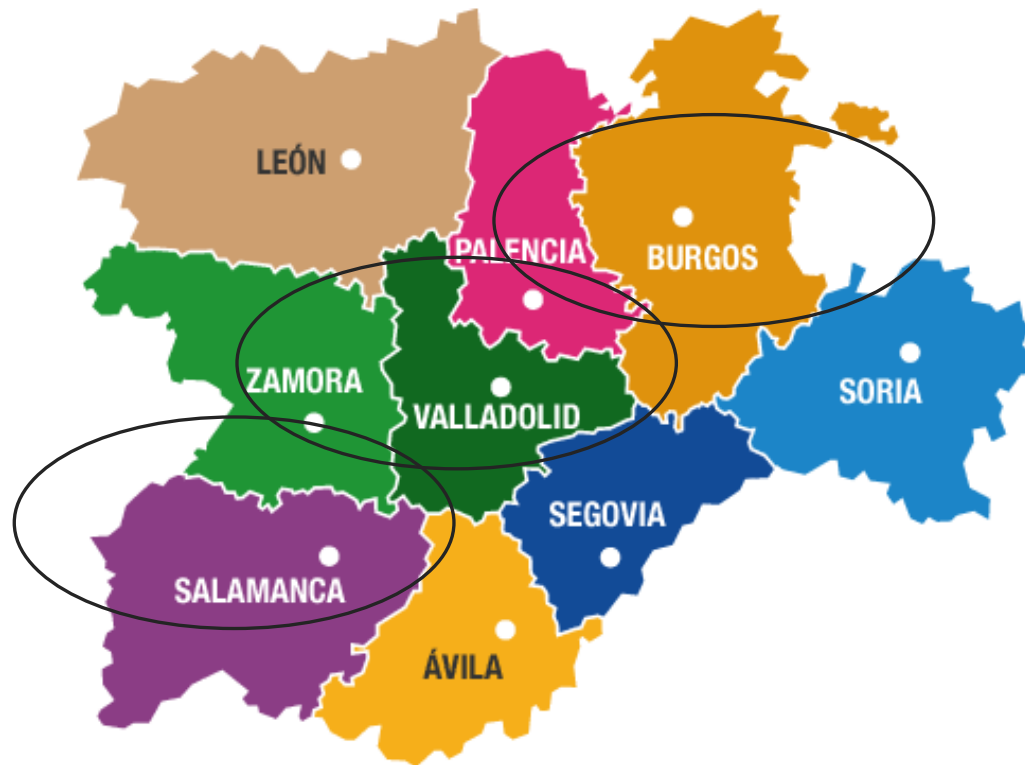 LEÓN
PALENCIA
BURGOS
ZAMORA
VALLADOLID
SORIA
SEGOVIA
SALAMANCA
ÁVILA